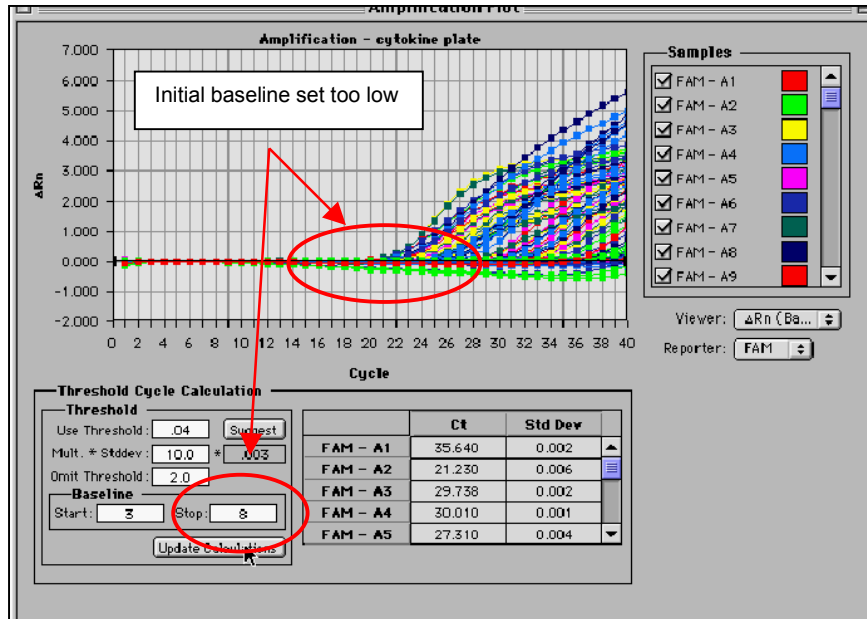 Amplification Plot
Amplification - cytokine plate
Initial baseline set too low
7.000
6.000
5.000
4.000
3.000
2.000
1.000
0.000
-1.000
-2.000
ΔRn
0 2 4 6 8 10 12 14 16 18 20 22 24 26 28 30 32 34 36 38 40
Cycle
Samples
FAM - A1
FAM - A2
FAM - A3
FAM - A4
FAM - A5
FAM - A6
FAM - A7
FAM - A8
FAM - A9
Viewer: ΔRn (Ba...
Reporter: FAM
Threshold Cycle Calculation
Threshold
Use Threshold: .04 Suggest
Mult. * Stddev: 10.0 * .003
Omit Threshold: 2.0
Baseline
Start: 3 Stop: 8
Update Calculations
Ct Std Dev
FAM - A1 35.640 0.002
FAM - A2 21.230 0.006
FAM - A3 29.738 0.002
FAM - A4 30.010 0.001
FAM - A5 27.310 0.004